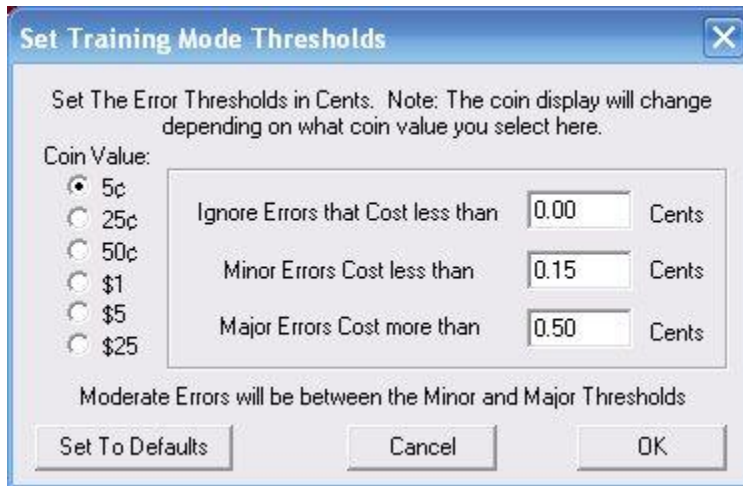 Set Training Mode Thresholds
Set The Error Thresholds in Cents. Note: The coin display will change
depending on what coin value you select here.
Coin Value:
5¢
25¢
50¢
$1
$5
$25
Ignore Errors that Cost less than 0.00 Cents
Minor Errors Cost less than 0.15 Cents
Major Errors Cost more than 0.50 Cents
Moderate Errors will be between the Minor and Major Thresholds
Set To Defaults Cancel OK